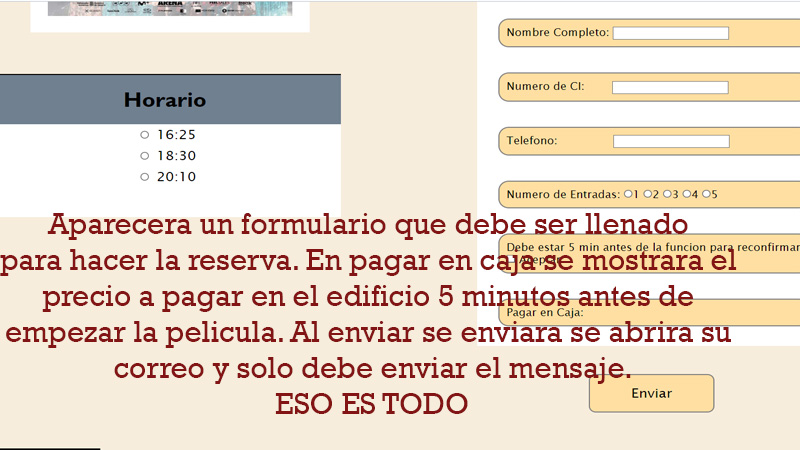 ARENA
Nombre Completo:
Numero de CI:
Telefono:
Numero de Entradas: 1 2 3 4 5
Debe estar 5 min antes de la funcion para reconfirmar
Acepto
Pagar en Caja:
Enviar
Horario
16:25
18:30
20:10
Aparecera un formulario que debe ser llenado
para hacer la reserva. En pagar en caja se mostrara el
precio a pagar en el edificio 5 minutos antes de
empezar la pelicula. Al enviar se enviara se abrira su
correo y solo debe enviar el mensaje.
ESO ES TODO